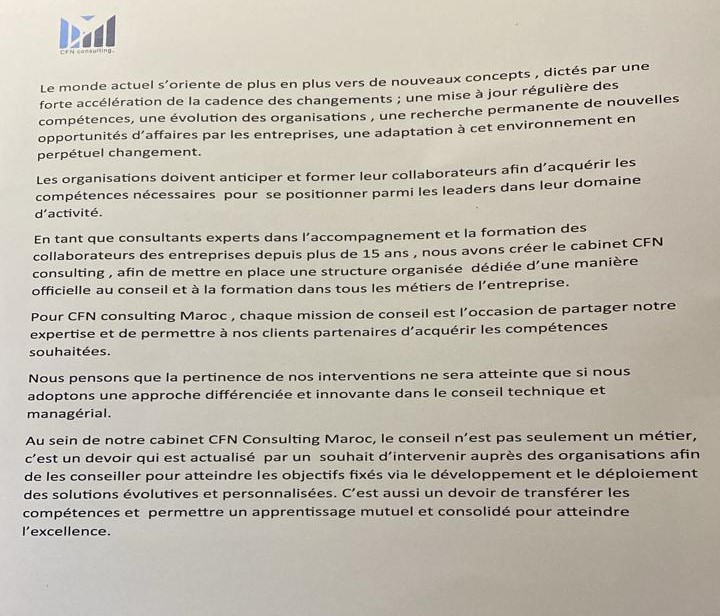 CFN consulting.
Le monde actuel s'oriente de plus en plus vers de nouveaux concepts , dictés par une
forte accélération de la cadence des changements ; une mise à jour régulière des
compétences, une évolution des organisations , une recherche permanente de nouvelles
opportunités d'affaires par les entreprises, une adaptation à cet environnement en
perpétuel changement.
Les organisations doivent anticiper et former leur collaborateurs afin d'acquérir les
compétences nécessaires pour se positionner parmi les leaders dans leur domaine
d'activité.
En tant que consultants experts dans l'accompagnement et la formation des
collaborateurs des entreprises depuis plus de 15 ans , nous avons créer le cabinet CFN
consulting , afin de mettre en place une structure organisée dédiée d'une manière
officielle au conseil et à la formation dans tous les métiers de l'entreprise.
Pour CFN consulting Maroc , chaque mission de conseil est l'occasion de partager notre
expertise et de permettre à nos clients partenaires d'acquérir les compétences
souhaitées.
Nous pensons que la pertinence de nos interventions ne sera atteinte que si nous
adoptons une approche différenciée et innovante dans le conseil technique et
managérial.
Au sein de notre cabinet CFN Consulting Maroc, le conseil n'est pas seulement un métier,
c'est un devoir qui est actualisé par un souhait d'intervenir auprès des organisations afin
de les conseiller pour atteindre les objectifs fixés via le développement et le déploiement
des solutions évolutives et personnalisées. C'est aussi un devoir de transférer les
compétences et permettre un apprentissage mutuel et consolidé pour atteindre
l'excellence.